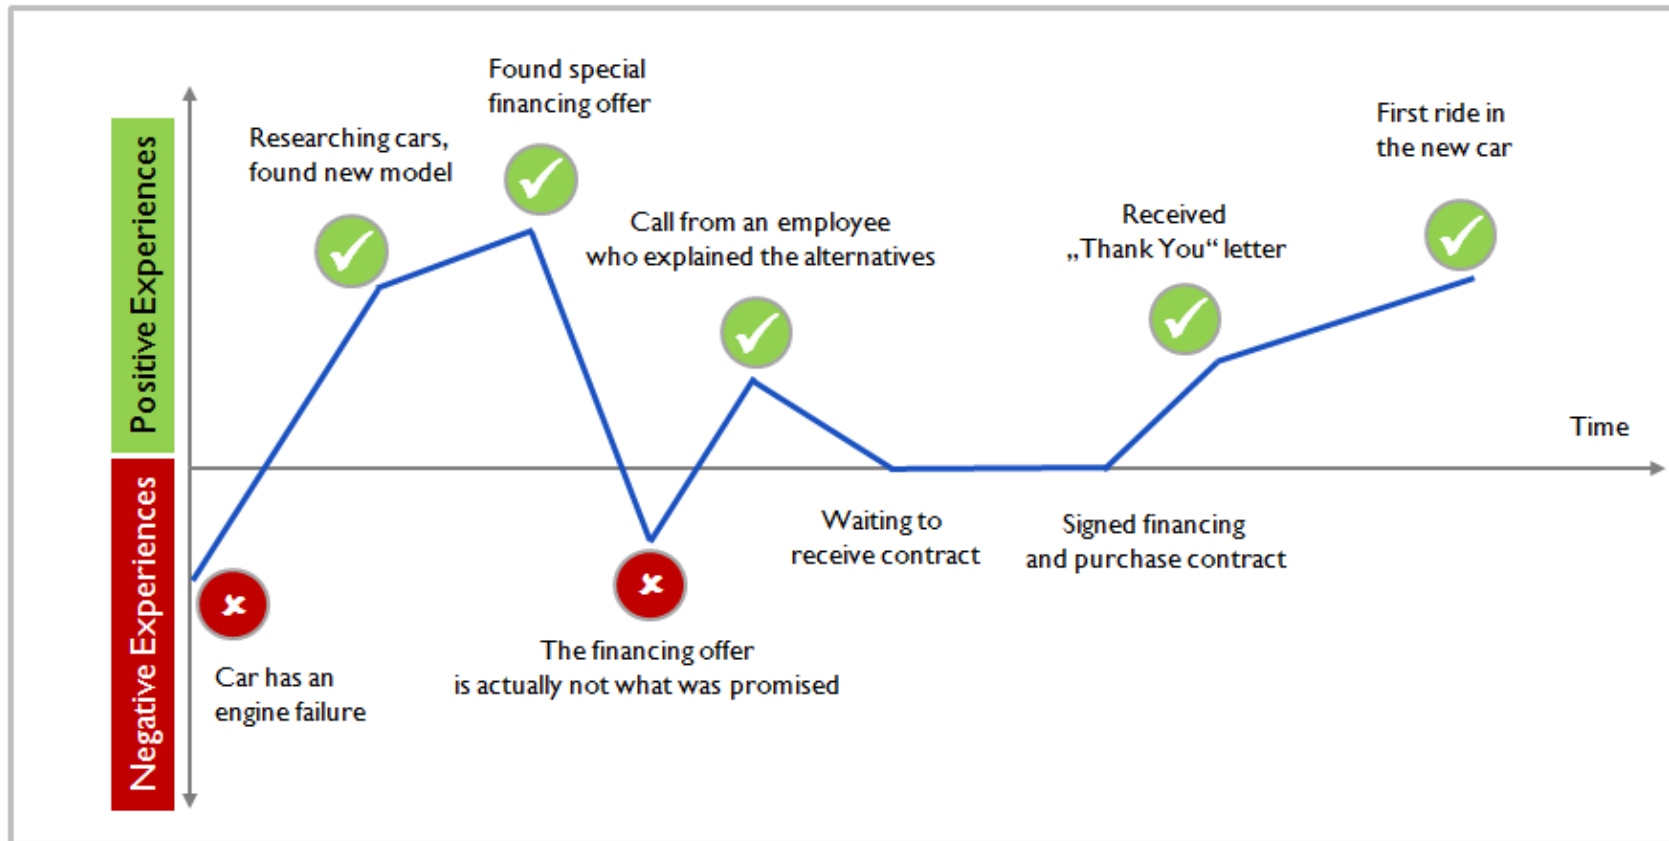 Positive Experiences
Negative Experiences
Car has an
engine failure
Researching cars,
found new model
Found special
financing offer
The financing offer
is actually not what was promised
Call from an employee
who explained the alternatives
Waiting to
receive contract
Signed financing
and purchase contract
Received
„Thank You“ letter
First ride in
the new car
Time